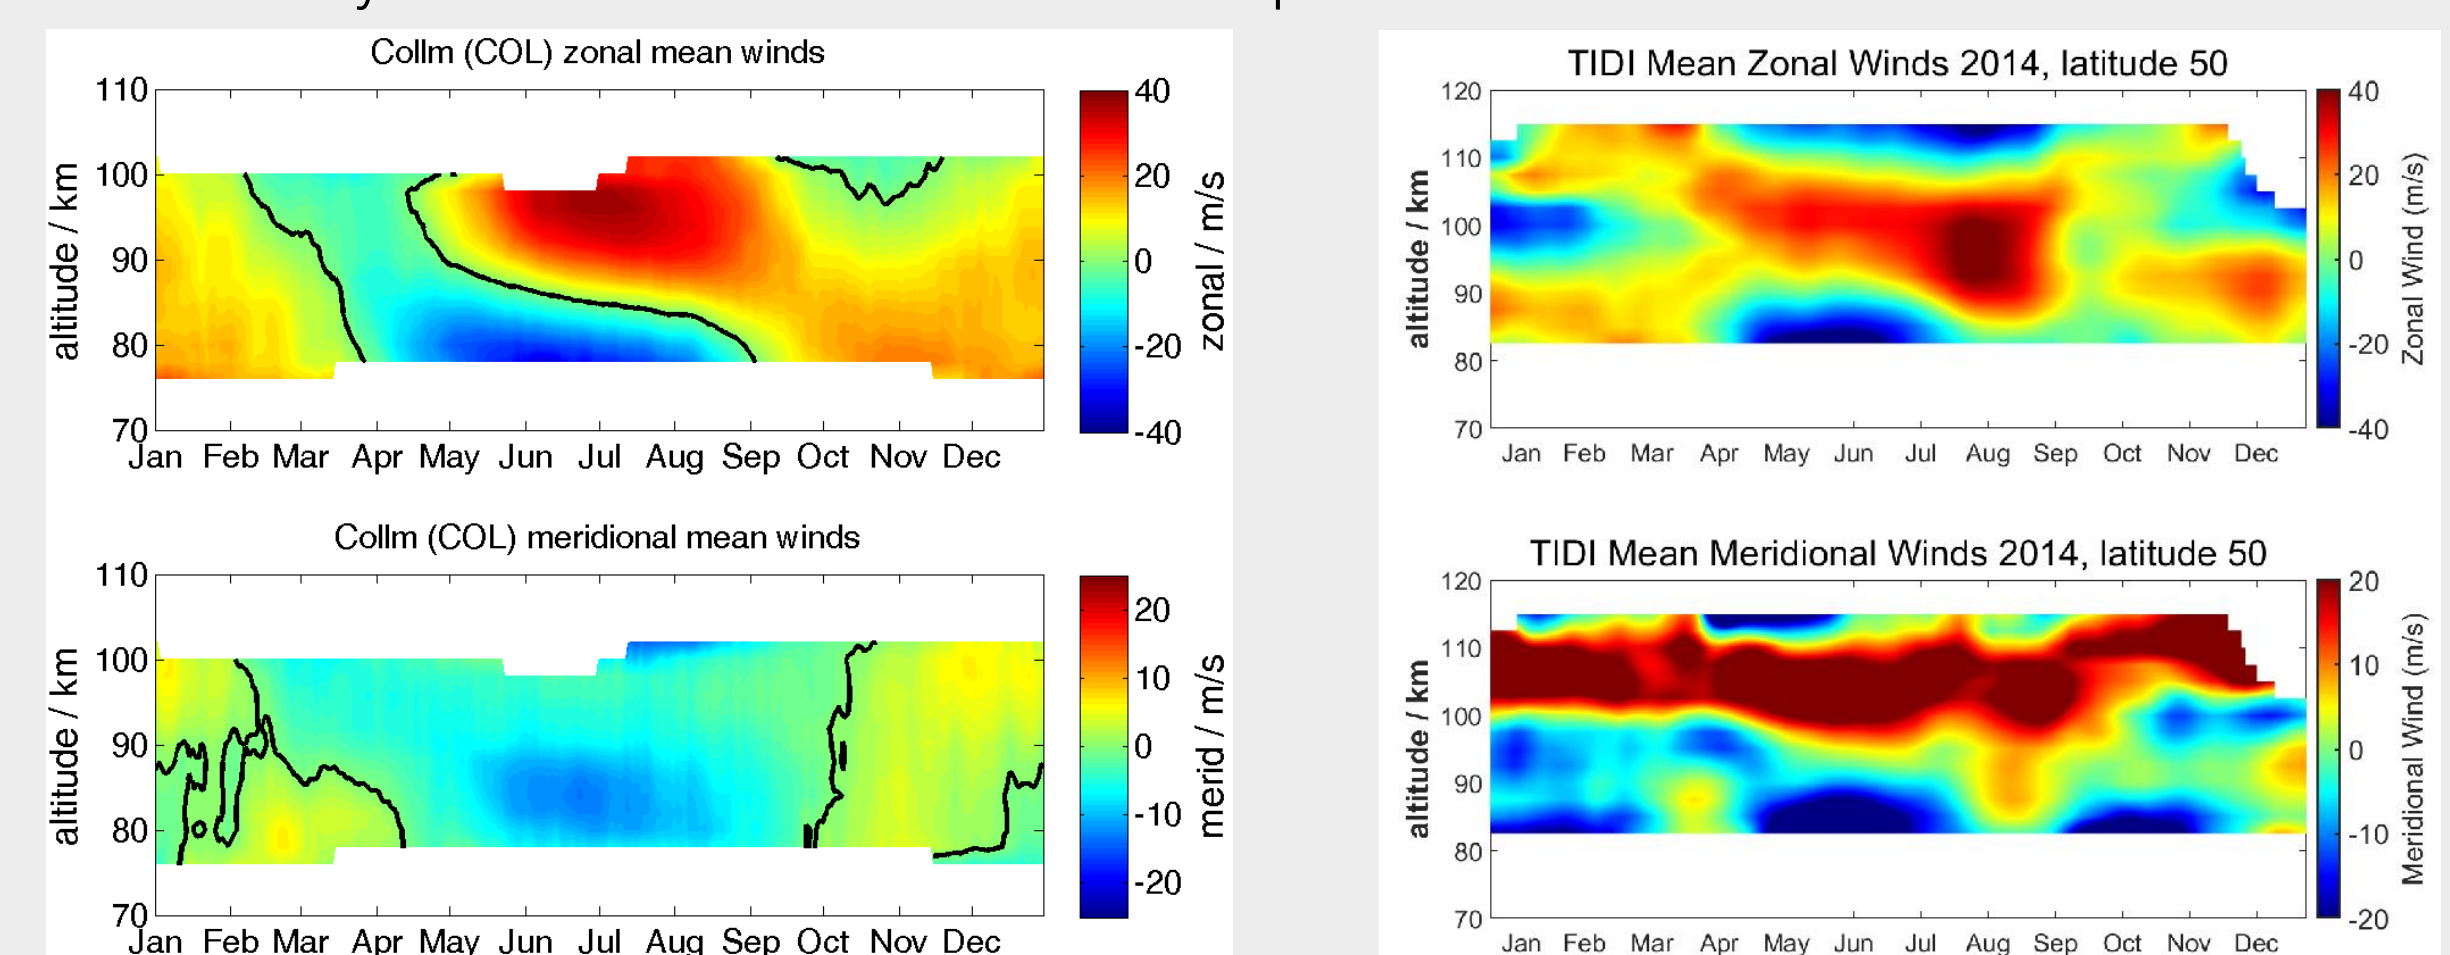 Collm (COL) zonal mean winds
110
100
90
80
70
altitude / km
Jan Feb Mar Apr May Jun Jul Aug Sep Oct Nov Dec
40
20
0
-20
-40
zonal / m/s
TIDI Mean Zonal Winds 2014, latitude 50
120
110
100
90
80
70
altitude / km
Jan Feb Mar Apr May Jun Jul Aug Sep Oct Nov Dec
40
20
0
-20
-40
Zonal Wind (m/s)
Collm (COL) meridional mean winds
110
100
90
80
70
altitude / km
Jan Feb Mar Apr May Jun Jul Aug Sep Oct Nov Dec
20
10
0
-10
-20
merid / m/s
TIDI Mean Meridional Winds 2014, latitude 50
120
110
100
90
80
70
altitude / km
Jan Feb Mar Apr May Jun Jul Aug Sep Oct Nov Dec
20
10
0
-10
-20
Meridional Wind (m/s)